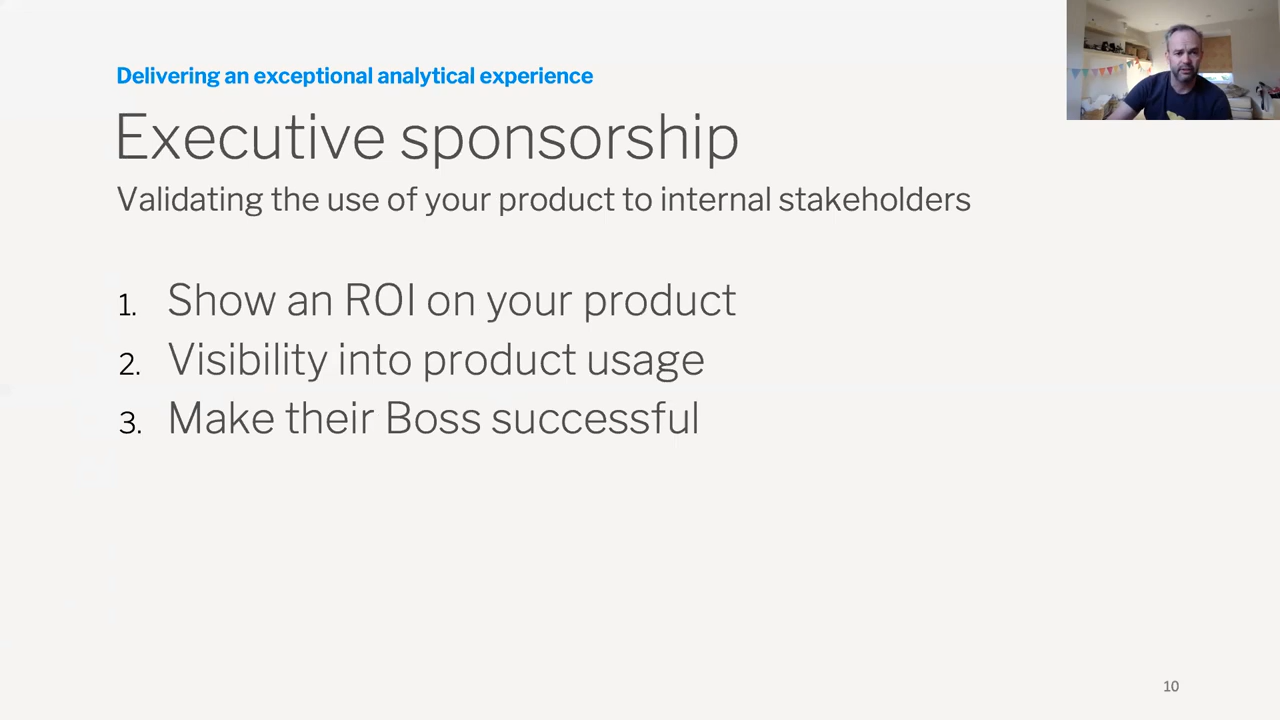 Delivering an exceptional analytical experience
Executive sponsorship
Validating the use of your product to internal stakeholders
1. Show an ROI on your product
2. Visibility into product usage
3. Make their Boss successful
10